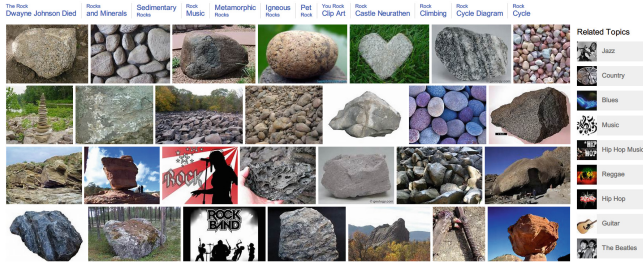 The Rock
Dwayne Johnson Died
Rocks
and Minerals
Sedimentary
Rocks
Rock
Music
Metamorphic
Rocks
Igneous
Rocks
Pet
Rock
You Rock
Clip Art
Rock
Castle Neurathen
Rock
Climbing
Rock
Cycle Diagram
Rock
Cycle
Related Topics
Jazz
Country
Blues
Music
Hip Hop Music
Reggae
Hip Hop
Guitar
The Beatles
ROCK
ROCK
BAND
HIP
HOP